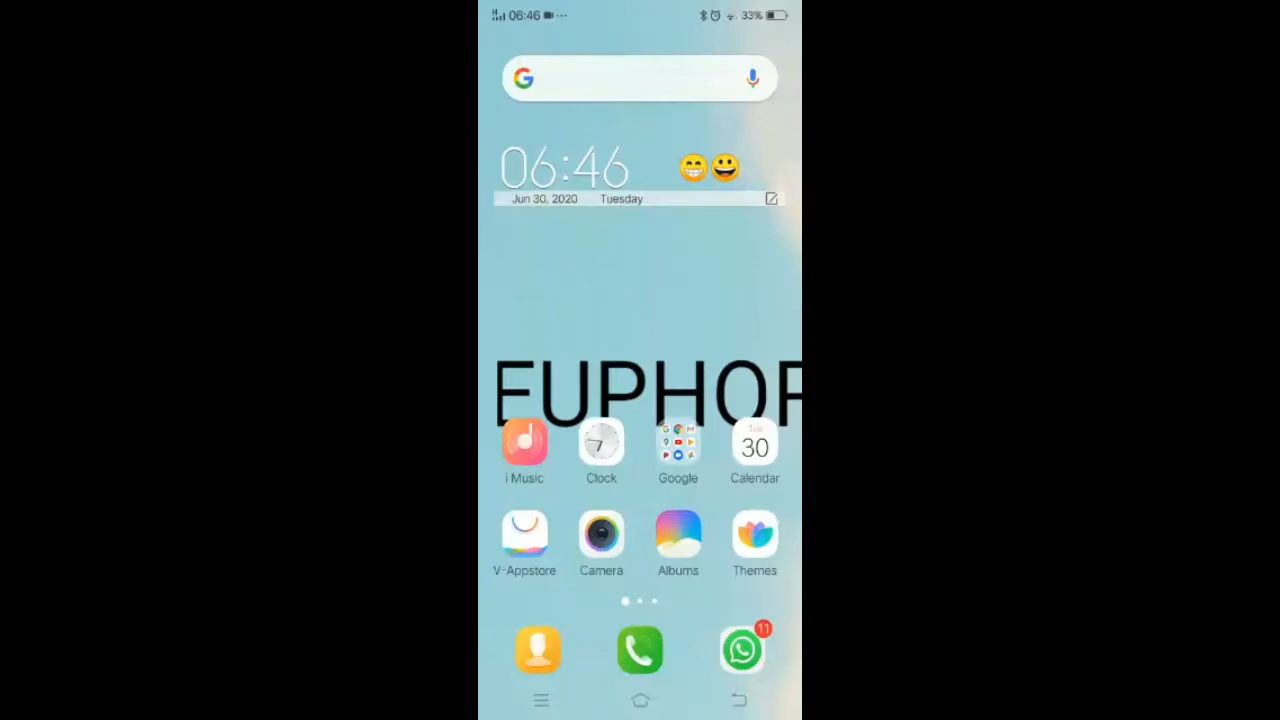 06:46 33%
06:46
Jun 30, 2020 Tuesday
EUPHOR
Tue
30
i Music Clock Google Calendar
V-Appstore Camera Albums Themes
11